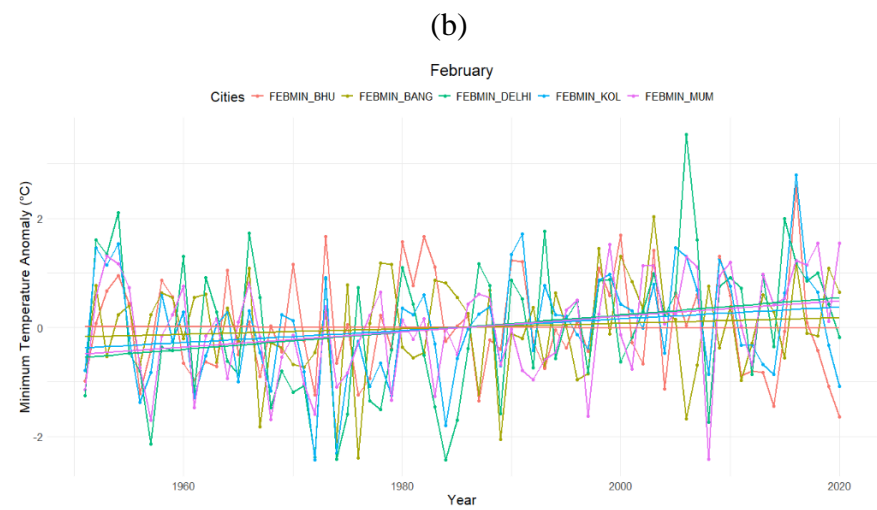 (b)
February
Cities FEBMIN_BHU FEBMIN_BANG FEBMIN_DELHI FEBMIN_KOL FEBMIN_MUM
Minimum Temperature Anomaly (°C)
2
0
-2
1960 1980 2000 2020
Year